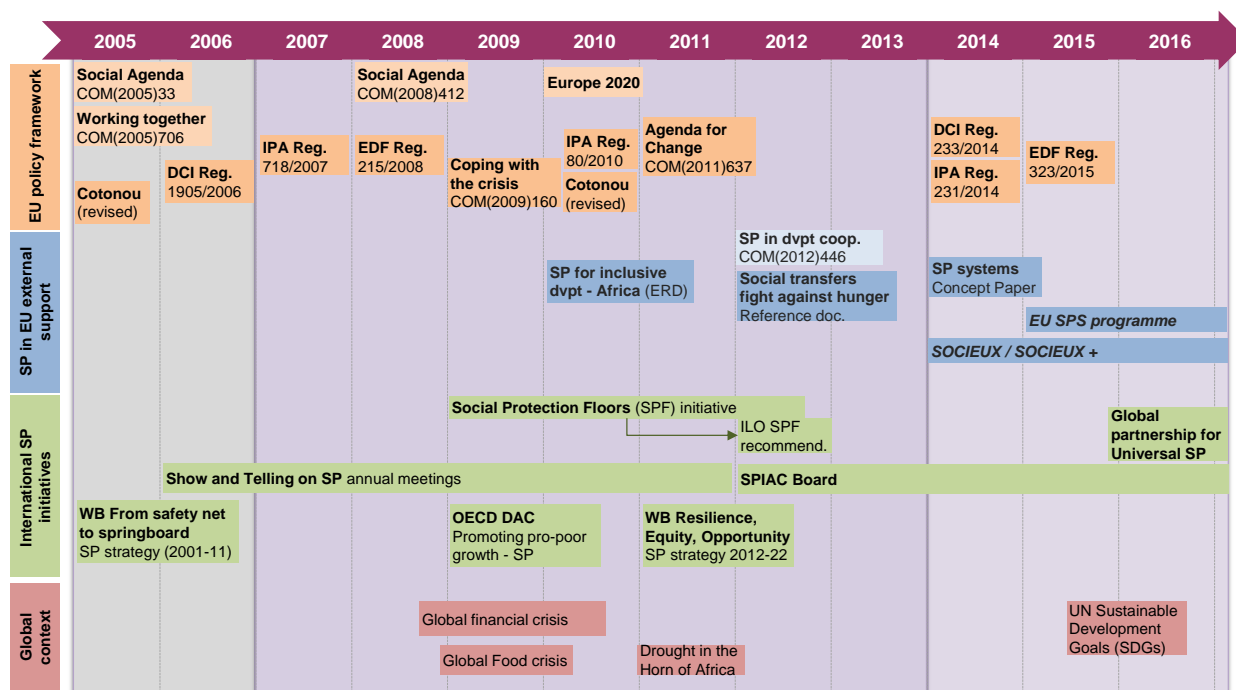 2005 2006 2007 2008 2009 2010 2011 2012 2013 2014 2015 2016
EU policy framework
Social Agenda
COM(2005)33
Working together
COM(2005)706
Cotonou
(revised)
DCI Reg.
1905/2006
IPA Reg.
718/2007
Social Agenda
COM(2008)412
EDF Reg.
215/2008
Coping with
the crisis
COM(2009)160
Europe 2020
IPA Reg.
80/2010
Cotonou
(revised)
Agenda for
Change
COM(2011)637
DCI Reg.
233/2014
IPA Reg.
231/2014
EDF Reg.
323/2015
SP in EU external
support
SP for inclusive
dvpt - Africa (ERD)
SP in dvpt coop.
COM(2012)446
Social transfers
fight against hunger
Reference doc.
SP systems
Concept Paper
EU SPS programme
SOCIEUX / SOCIEUX +
International SP
initiatives
Social Protection Floors (SPF) initiative
ILO SPF
recommend.
Global
partnership for
Universal SP
Show and Telling on SP annual meetings
SPIAC Board
WB From safety net
to springboard
SP strategy (2001-11)
OECD DAC
Promoting pro-poor
growth - SP
WB Resilience,
Equity, Opportunity
SP strategy 2012-22
Global
context
Global financial crisis
Global Food crisis
Drought in the
Horn of Africa
UN Sustainable
Development
Goals (SDGs)